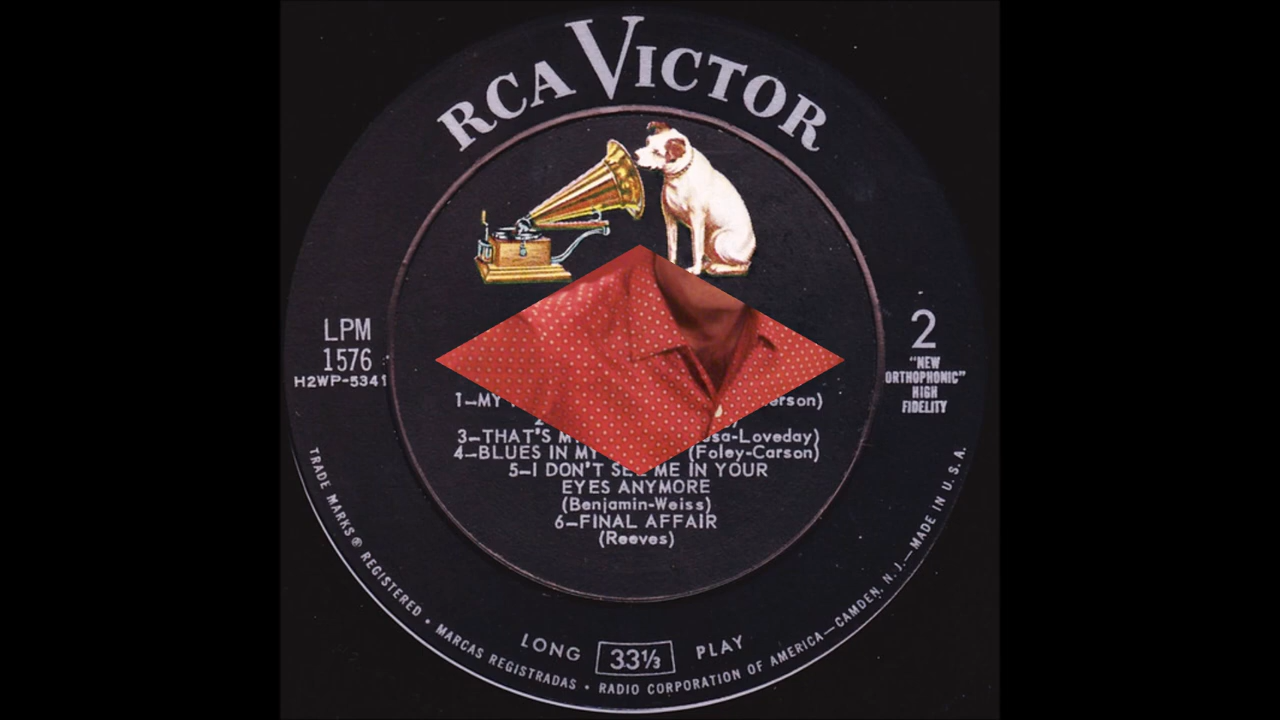 RCA VICTOR
LPM
1576
H2WP-5341
2
"NEW
ORTHOPHONIC"
HIGH
FIDELITY
1—MY erson)
3—THAT'S M sa-Loveday)
4—BLUES IN MY (Foley-Carson)
5—I DON'T ME IN YOUR
EYES ANYMORE
(Benjamin-Weiss)
6—FINAL AFFAIR
(Reeves)
LONG 33⅓ PLAY
TRADE MARKS ® REGISTERED • MARCAS REGISTRADAS • RADIO CORPORATION OF AMERICA—CAMDEN, N. J.—MADE IN U. S. A.